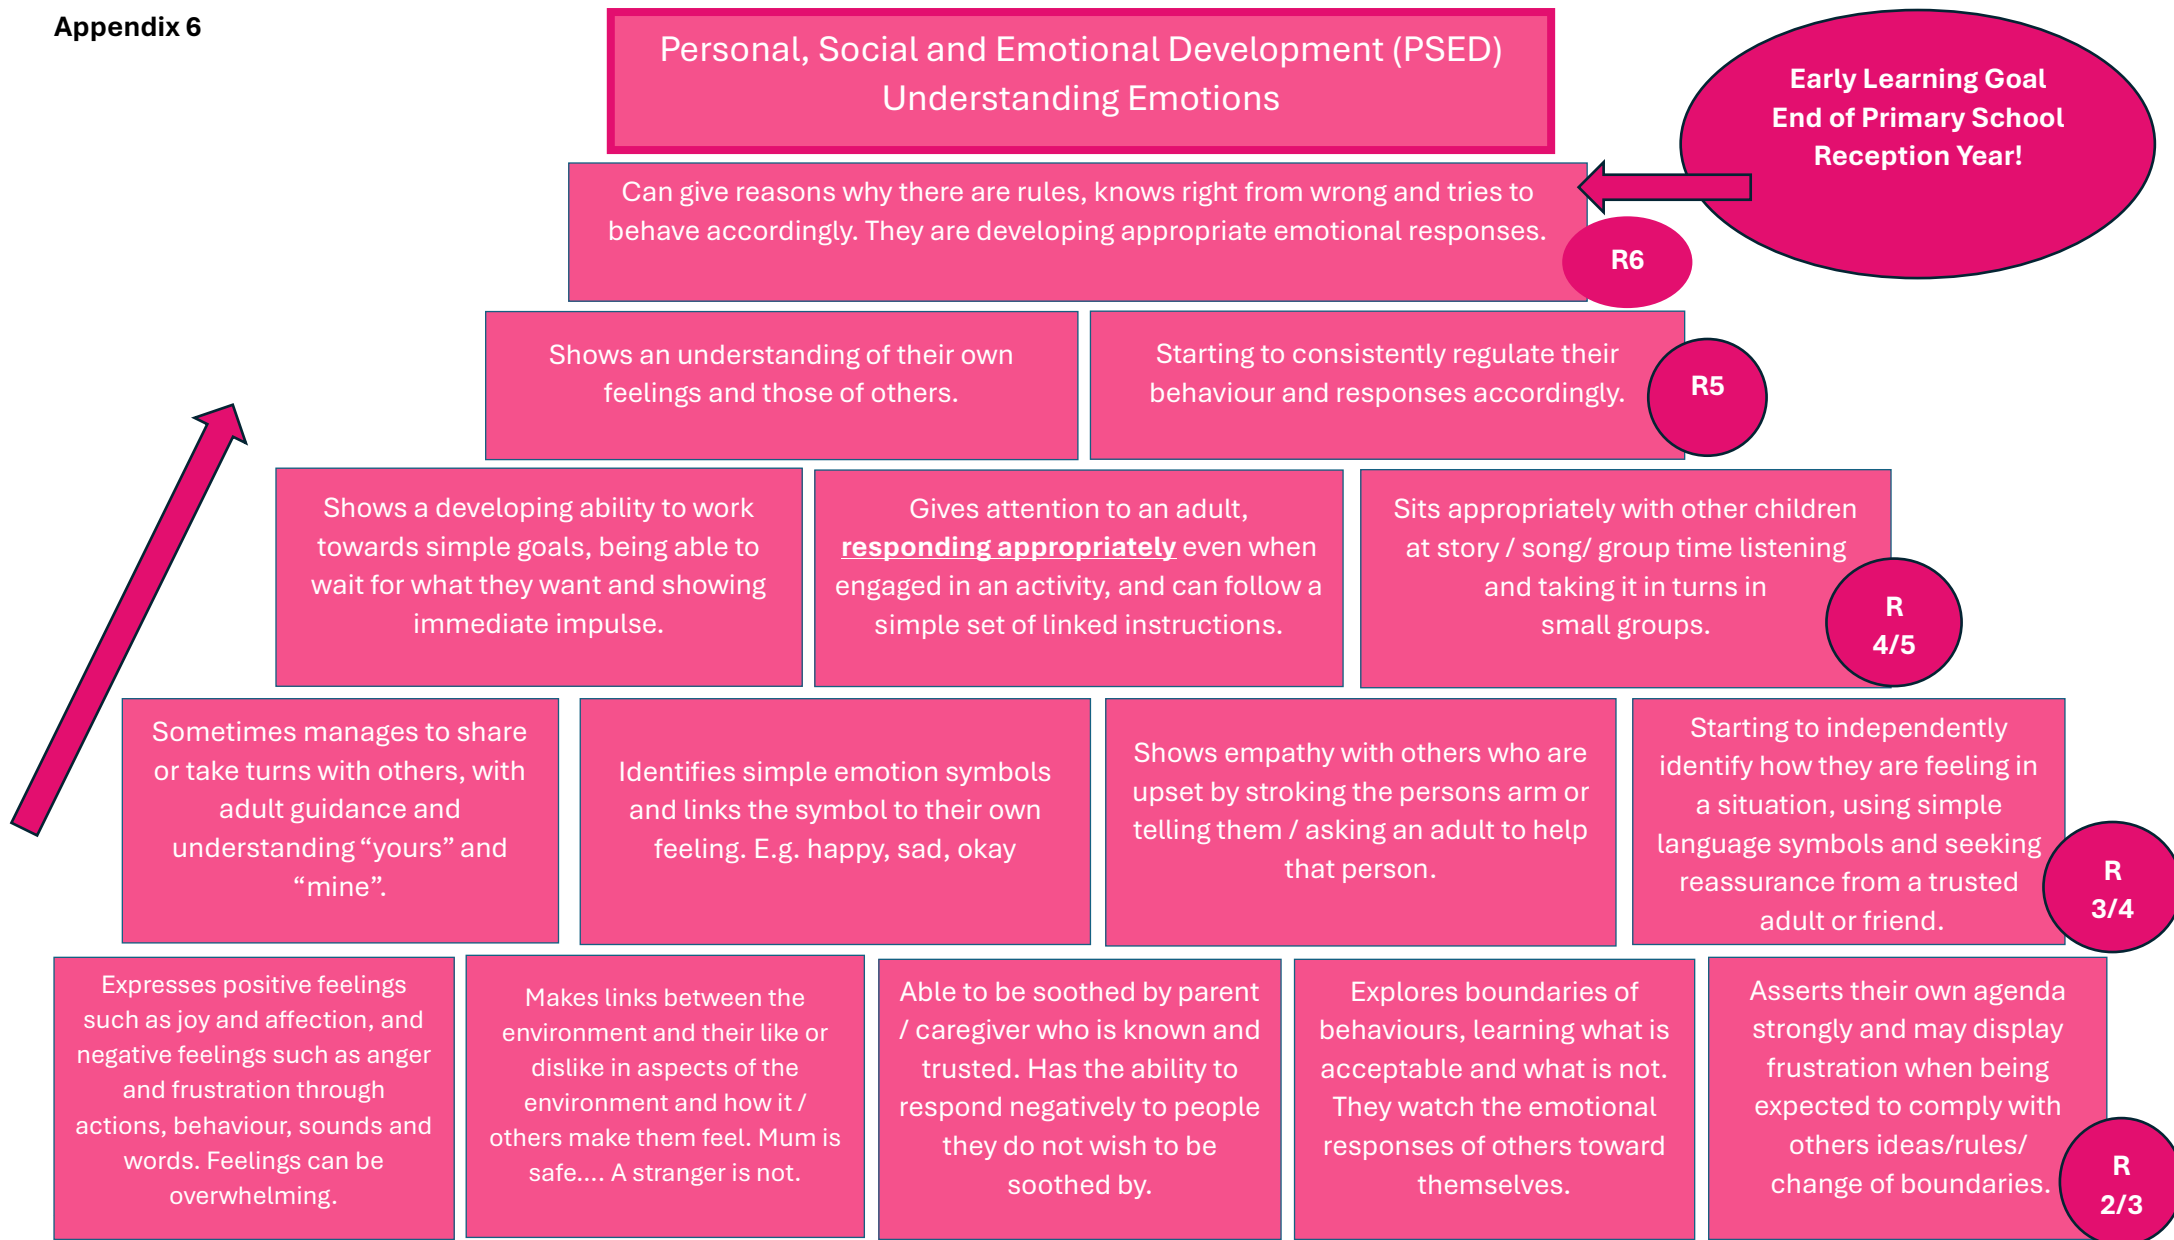 Appendix 6
Personal, Social and Emotional Development (PSED)
Understanding Emotions
Early Learning Goal
End of Primary School
Reception Year!
Can give reasons why there are rules, knows right from wrong and tries to
behave accordingly. They are developing appropriate emotional responses.
R6
Shows an understanding of their own
feelings and those of others.
Starting to consistently regulate their
behaviour and responses accordingly.
R5
Shows a developing ability to work
towards simple goals, being able to
wait for what they want and showing
immediate impulse.
Gives attention to an adult,
responding appropriately even when
engaged in an activity, and can follow a
simple set of linked instructions.
Sits appropriately with other children
at story / song/ group time listening
and taking it in turns in
small groups.
R
4/5
Sometimes manages to share
or take turns with others, with
adult guidance and
understanding “yours” and
“mine”.
Identifies simple emotion symbols
and links the symbol to their own
feeling. E.g. happy, sad, okay
Shows empathy with others who are
upset by stroking the persons arm or
telling them / asking an adult to help
that person.
Starting to independently
identify how they are feeling in
a situation, using simple
language symbols and seeking
reassurance from a trusted
adult or friend.
R
3/4
Expresses positive feelings
such as joy and affection, and
negative feelings such as anger
and frustration through
actions, behaviour, sounds and
words. Feelings can be
overwhelming.
Makes links between the
environment and their like or
dislike in aspects of the
environment and how it /
others make them feel. Mum is
safe.... A stranger is not.
Able to be soothed by parent
/ caregiver who is known and
trusted. Has the ability to
respond negatively to people
they do not wish to be
soothed by.
Explores boundaries of
behaviours, learning what is
acceptable and what is not.
They watch the emotional
responses of others toward
themselves.
Asserts their own agenda
strongly and may display
frustration when being
expected to comply with
others ideas/rules/
change of boundaries.
R
2/3